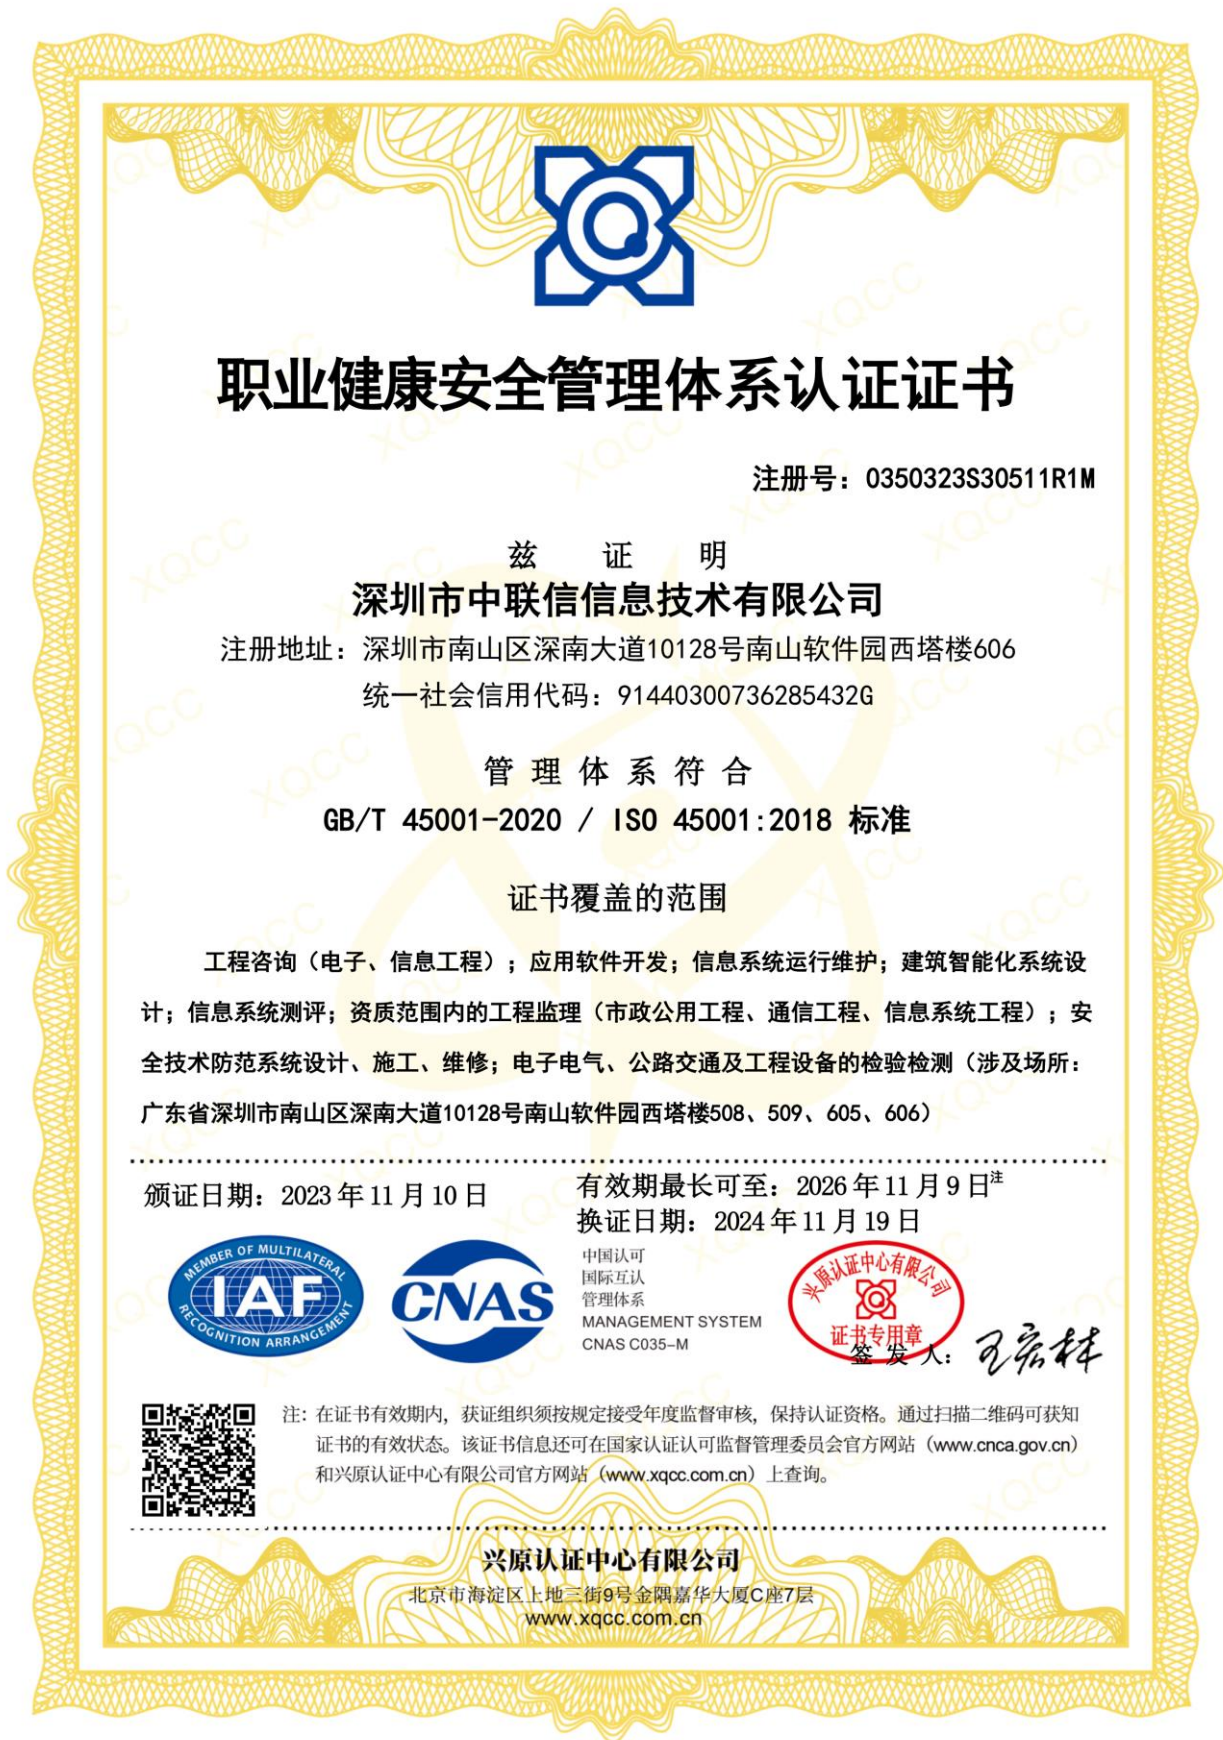 职业健康安全管理体系认证证书
注册号：0350323S30511R1M
兹 证 明
深圳市中联信信息技术有限公司
注册地址：深圳市南山区深南大道10128号南山软件园西塔楼606
统一社会信用代码：91440300736285432G
管 理 体 系 符 合
GB/T 45001-2020 / ISO 45001:2018 标准
证书覆盖的范围
工程咨询（电子、信息工程）；应用软件开发；信息系统运行维护；建筑智能化系统设
计；信息系统测评；资质范围内的工程监理（市政公用工程、通信工程、信息系统工程）；安
全技术防范系统设计、施工、维修；电子电气、公路交通及工程设备的检验检测（涉及场所：
广东省深圳市南山区深南大道10128号南山软件园西塔楼508、509、605、606）
颁证日期：2023 年 11 月 10 日
有效期最长可至：2026 年 11 月 9 日注
换证日期：2024 年 11 月 19 日
MEMBER OF MULTILATERAL
IAF
RECOGNITION ARRANGEMENT
CNAS
中国认可
国际互认
管理体系
MANAGEMENT SYSTEM
CNAS C035-M
兴原认证中心有限公司
证书专用章
签 发 人：
王宏林
注：在证书有效期内，获证组织须按规定接受年度监督审核，保持认证资格。通过扫描二维码可获知
证书的有效状态。该证书信息还可在国家认证认可监督管理委员会官方网站（www.cnca.gov.cn）
和兴原认证中心有限公司官方网站（www.xqcc.com.cn）上查询。
兴原认证中心有限公司
北京市海淀区上地三街9号金隅嘉华大厦C座7层
www.xqcc.com.cn